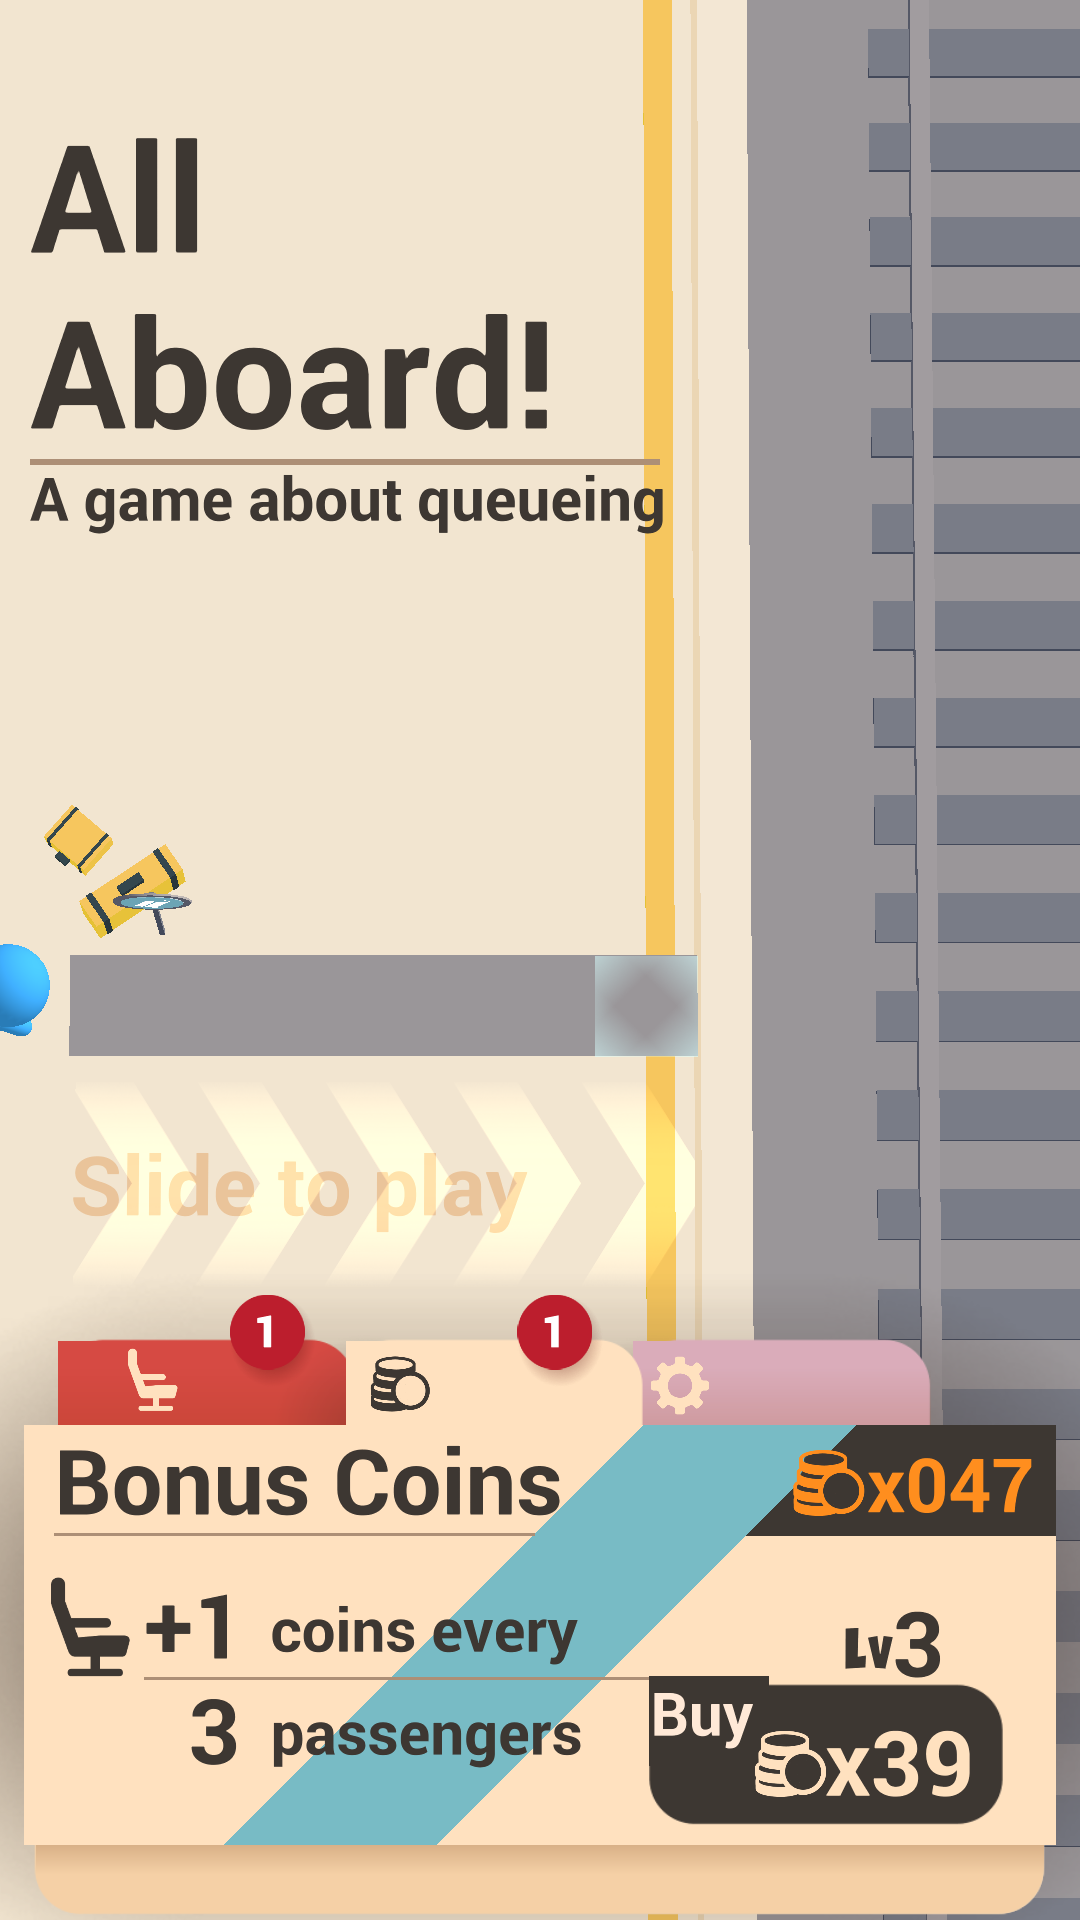 All
Aboard!
A game about queueing
Slide to play
1
1
Bonus Coins
x047
+1 coins every
3 passengers
Lv3
Buy
x39